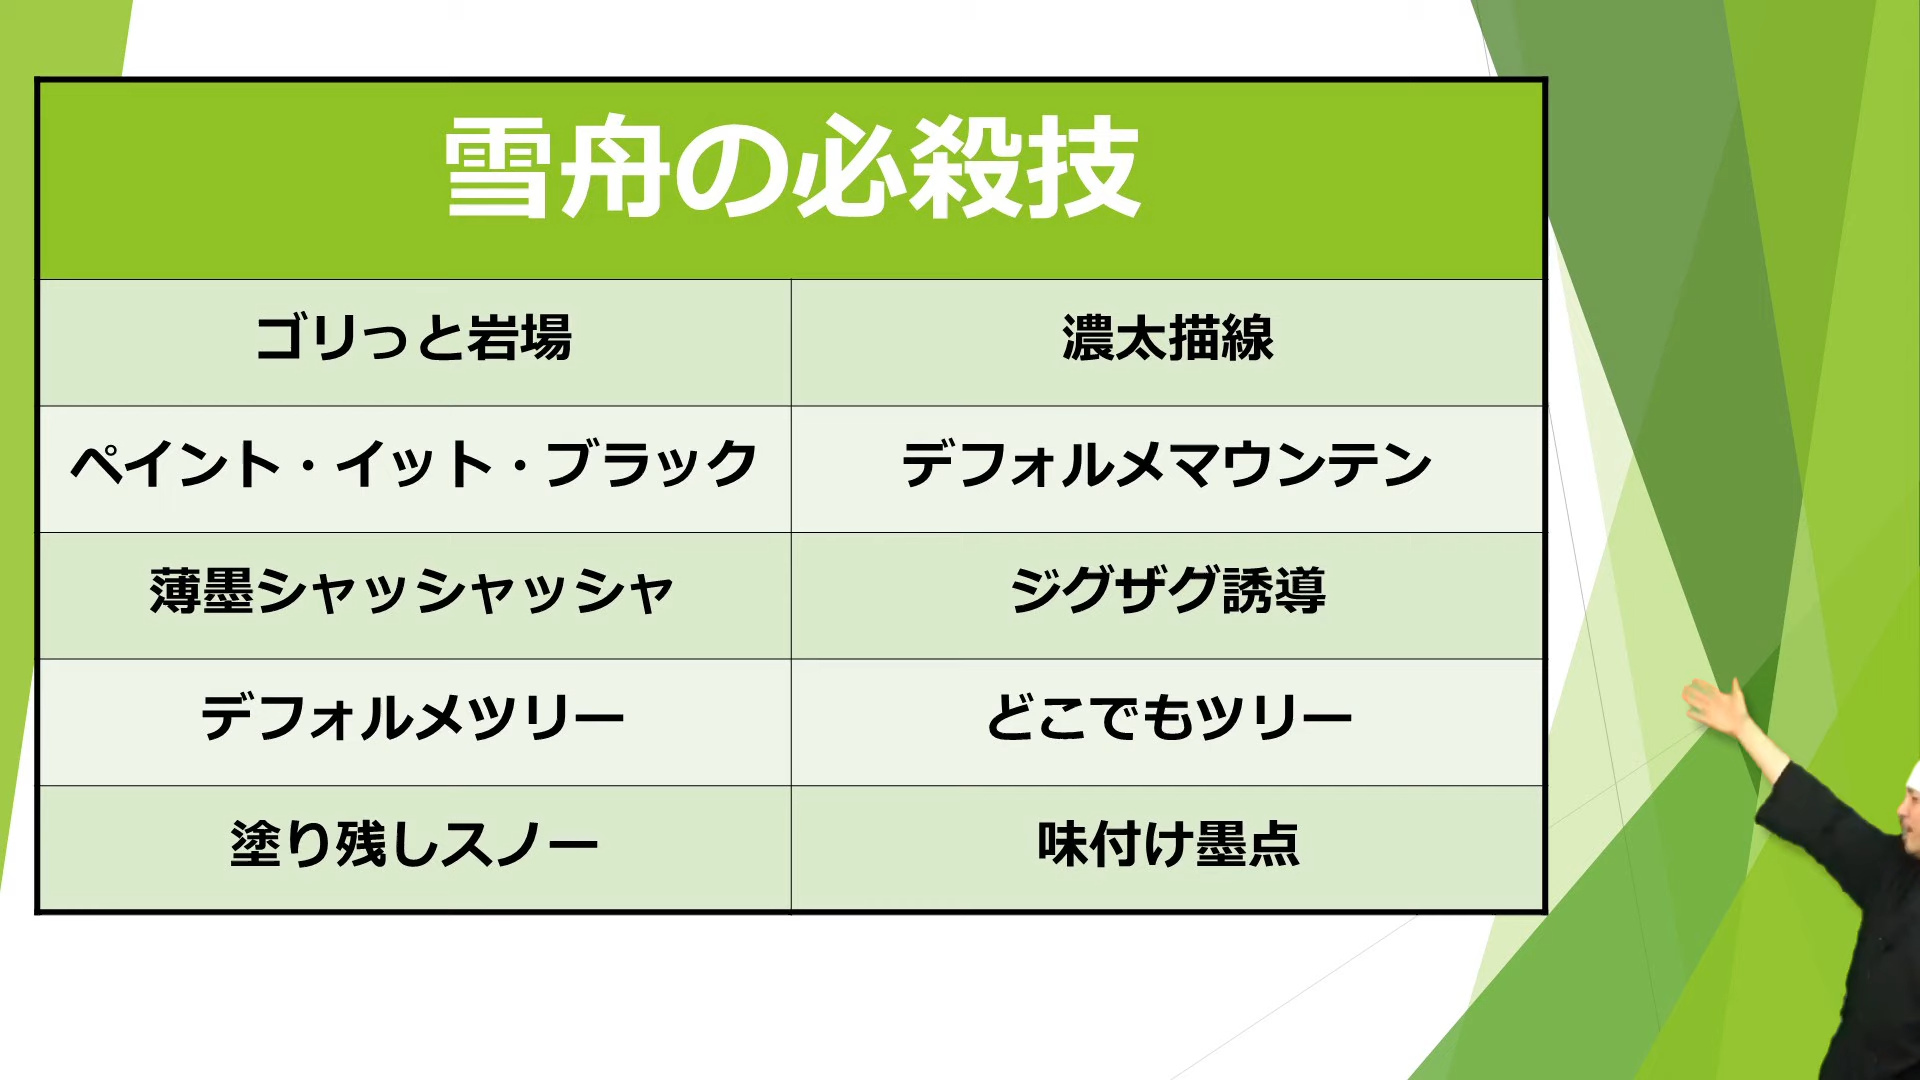 雪舟の必殺技
ゴリっと岩場
濃太描線
ペイント・イット・ブラック
デフォルメマウンテン
薄墨シャッシャッシャ
ジグザグ誘導
デフォルメツリー
どこでもツリー
塗り残しスノー
味付け墨点